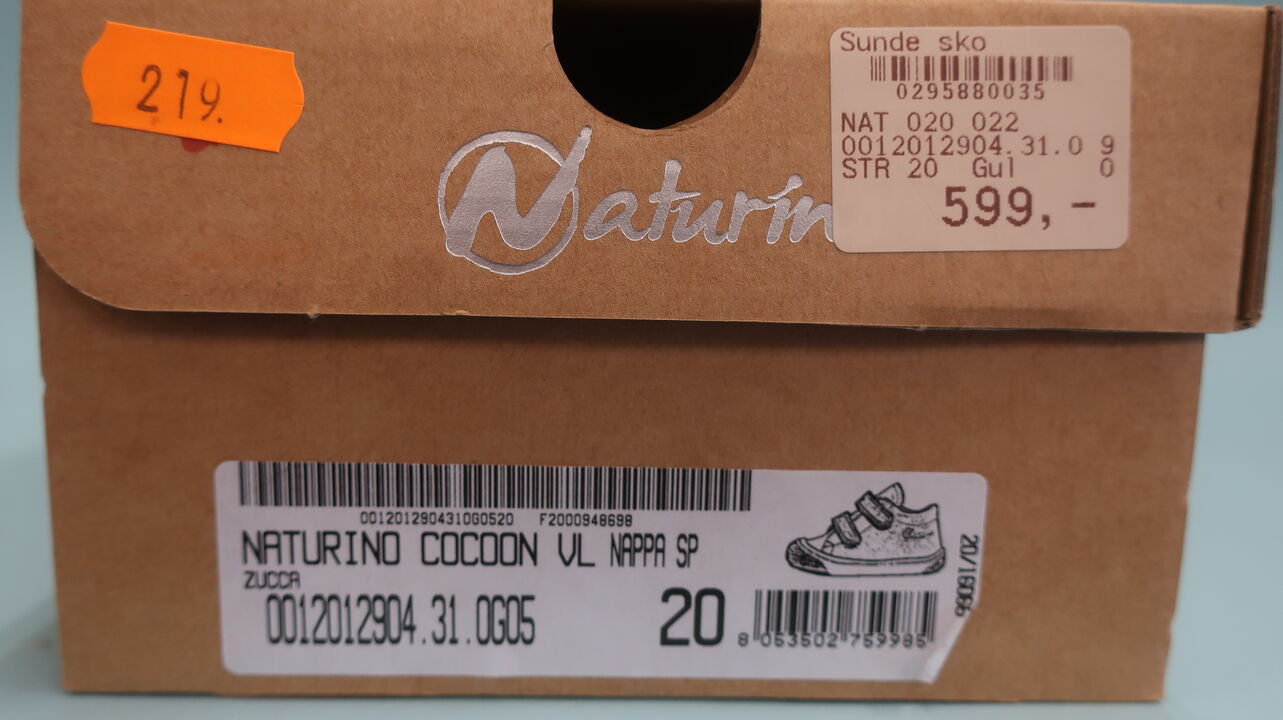 219.
Sunde sko
0295880035
NAT 020 022
0012012904.31.0 9
STR 20 Gul 0
599,-
Naturin
0012012904310G0520 F2000948698
NATURINO COCOON VL NAPPA SP
ZUCCA
0012012904.31.0G05
20
8 053502 759985
20/18066